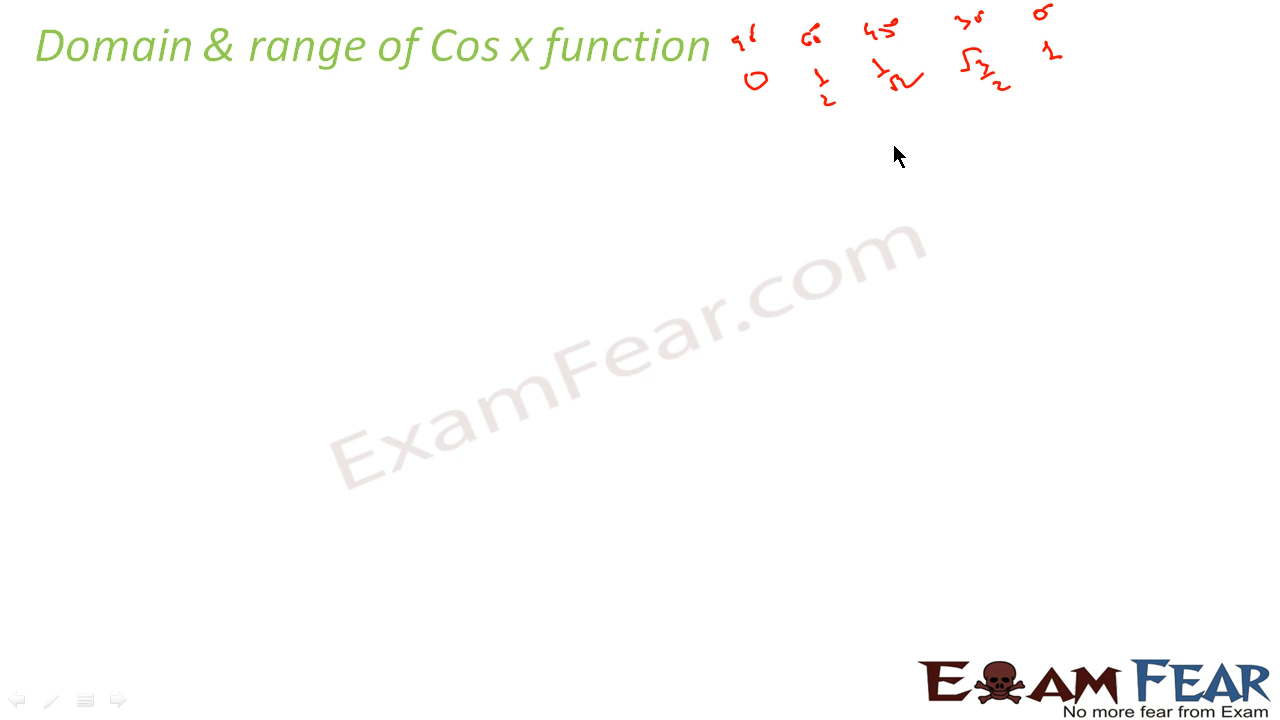 Domain & range of Cos x function
90° 60° 45° 30° 0°
0 1/2 1/√2 √3/2 1
ExamFear.com
EXAM FEAR
No more fear from Exam